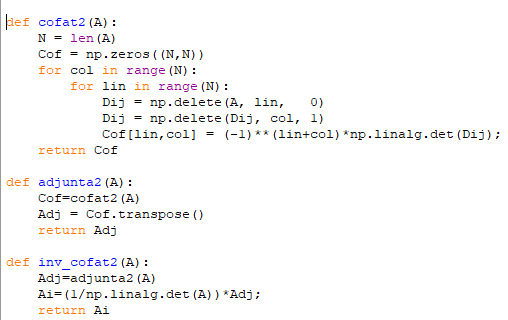 def cofat2(A):
    N = len(A)
    Cof = np.zeros((N,N))
    for col in range(N):
        for lin in range(N):
            Dij = np.delete(A, lin,   0)
            Dij = np.delete(Dij, col, 1)
            Cof[lin,col] = (-1)**(lin+col)*np.linalg.det(Dij);
    return Cof

def adjunta2(A):
    Cof=cofat2(A)
    Adj = Cof.transpose()
    return Adj

def inv_cofat2(A):
    Adj=adjunta2(A)
    Ai=(1/np.linalg.det(A))*Adj;
    return Ai